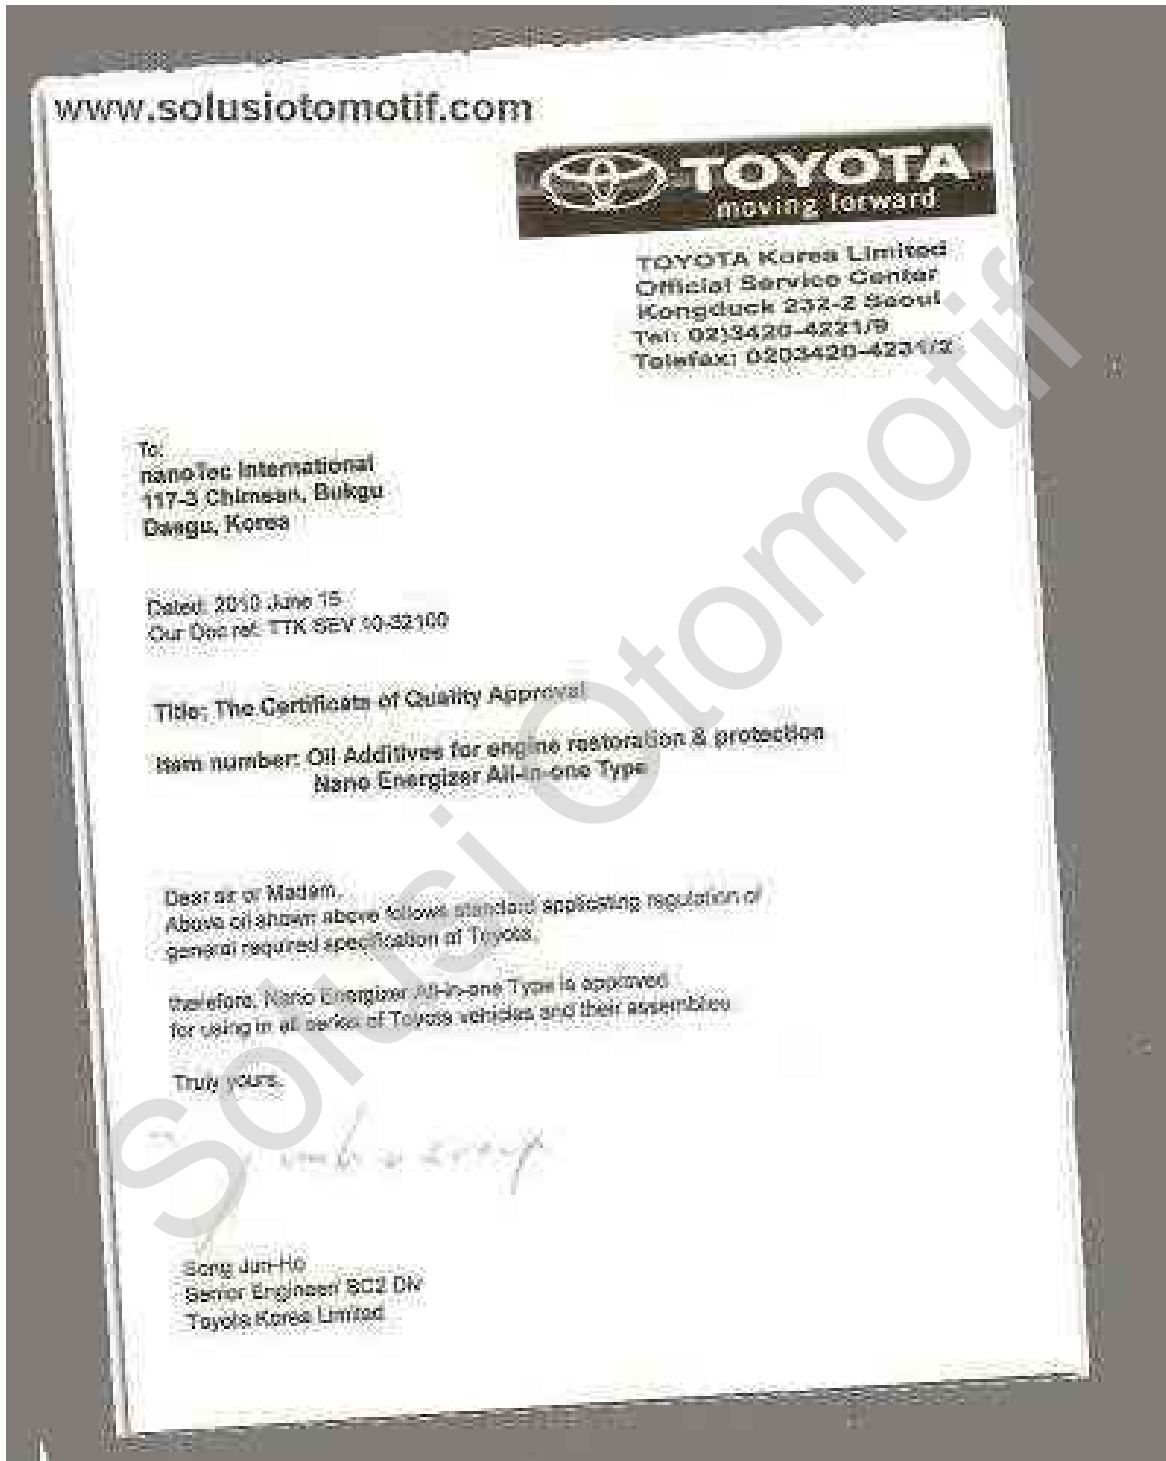 www.solusiotomotif.com
TOYOTA
moving forward
TOYOTA Korea Limited
Official Service Center
Kongduck 232-2 Seoul
Tel: 02)3420-4221/9
Telefax: 0203420-4231/2
To:
nanoTec International
117-3 Chimsan, Bukgu
Daegu, Korea
Dated: 2010 June 15
Our Doc ref: TTK SEV 10-32100
Title: The Certificate of Quality Approval
Item number: Oil Additives for engine restoration & protection
Nano Energizer All-in-one Type
Dear sir or Madam,
Above oil shown above follows standard applicating regulation of
general required specification of Toyota.
therefore, Nano Energizer All-in-one Type is approved
for using in all series of Toyota vehicles and their assemblies
Truly yours,
Song Jun-Ho
Senior Engineer/ SC2 Div
Toyota Korea Limited
Solusi Otomotif